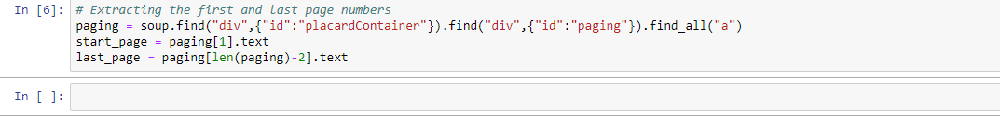 In [6]: # Extracting the first and last page numbers
paging = soup.find("div",{"id":"placardContainer"}).find("div",{"id":"paging"}).find_all("a")
start_page = paging[1].text
last_page = paging[len(paging)-2].text
In [ ]: